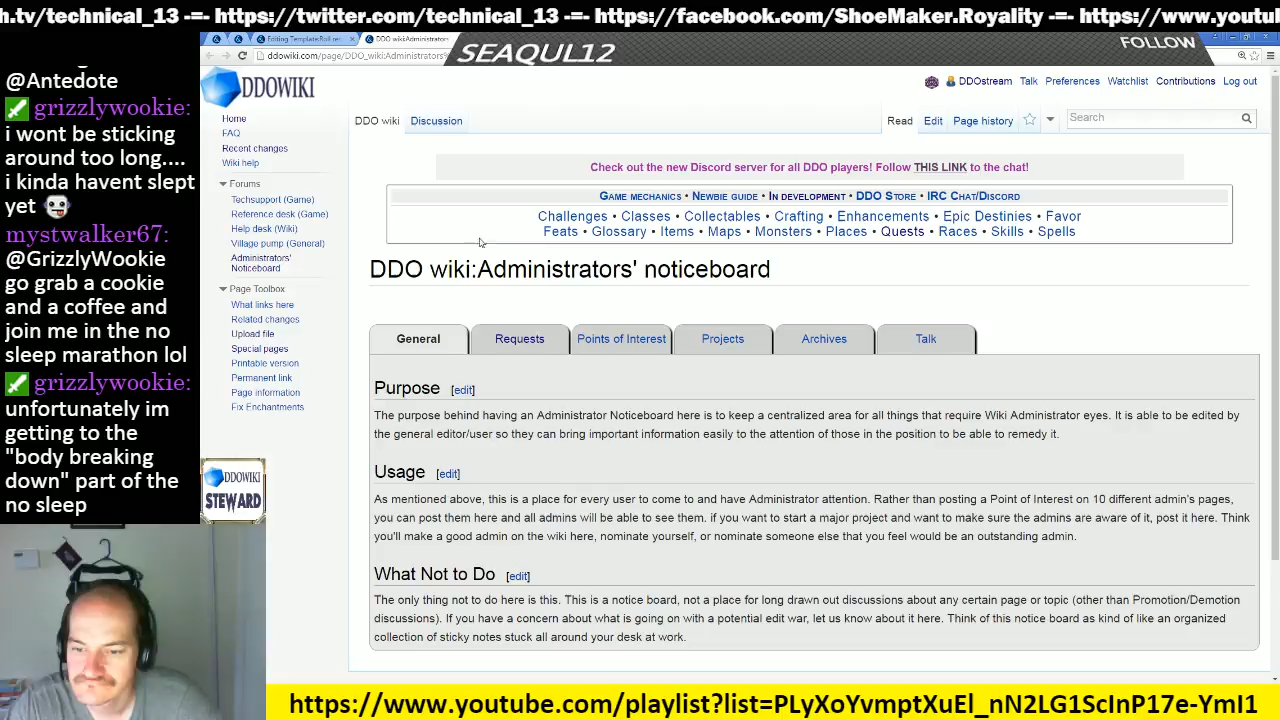 h.tv/technical_13 -=- https://twitter.com/technical_13 -=- https://facebook.com/ShoeMaker.Royality -=- https://www.youtu
@Antedote
grizzlywookie:
i wont be sticking
around too long....
i kinda havent slept
yet
mystwalker67:
@GrizzlyWookie
go grab a cookie
and a coffee and
join me in the no
sleep marathon lol
grizzlywookie:
unfortunately im
getting to the
"body breaking
down" part of the
no sleep
DDO wiki:Administrators
ddowiki.com/page/DDO_wiki:Administrators
SEAQUL12
FOLLOW
DDOWIKI
DDOstream Talk Preferences Watchlist Contributions Log out
DDO wiki Discussion
Read Edit Page history
Search
Home
FAQ
Recent changes
Wiki help
Forums
Techsupport (Game)
Reference desk (Game)
Help desk (Wiki)
Village pump (General)
Administrators'
Noticeboard
Page Toolbox
What links here
Related changes
Upload file
Special pages
Printable version
Permanent link
Page information
Fix Enchantments
DDOWIKI
STEWARD
Check out the new Discord server for all DDO players! Follow THIS LINK to the chat!
Game mechanics • Newbie guide • In development • DDO Store • IRC Chat/Discord
Challenges • Classes • Collectables • Crafting • Enhancements • Epic Destinies • Favor
Feats • Glossary • Items • Maps • Monsters • Places • Quests • Races • Skills • Spells
DDO wiki:Administrators' noticeboard
General Requests Points of Interest Projects Archives Talk
Purpose [edit]
The purpose behind having an Administrator Noticeboard here is to keep a centralized area for all things that require Wiki Administrator eyes. It is able to be edited by
the general editor/user so they can bring important information easily to the attention of those in the position to be able to remedy it.
Usage [edit]
As mentioned above, this is a place for every user to come to and have Administrator attention. Rather than posting a Point of Interest on 10 different admin's pages,
you can post them here and all admins will be able to see them. if you want to start a major project and want to make sure the admins are aware of it, post it here. Think
you'll make a good admin on the wiki here, nominate yourself, or nominate someone else that you feel would be an outstanding admin.
What Not to Do [edit]
The only thing not to do here is this. This is a notice board, not a place for long drawn out discussions about any certain page or topic (other than Promotion/Demotion
discussions). If you have a concern about what is going on with a potential edit war, let us know about it here. Think of this notice board as kind of like an organized
collection of sticky notes stuck all around your desk at work.
https://www.youtube.com/playlist?list=PLyXoYvmptXuEl_nN2LG1ScInP17e-YmI1